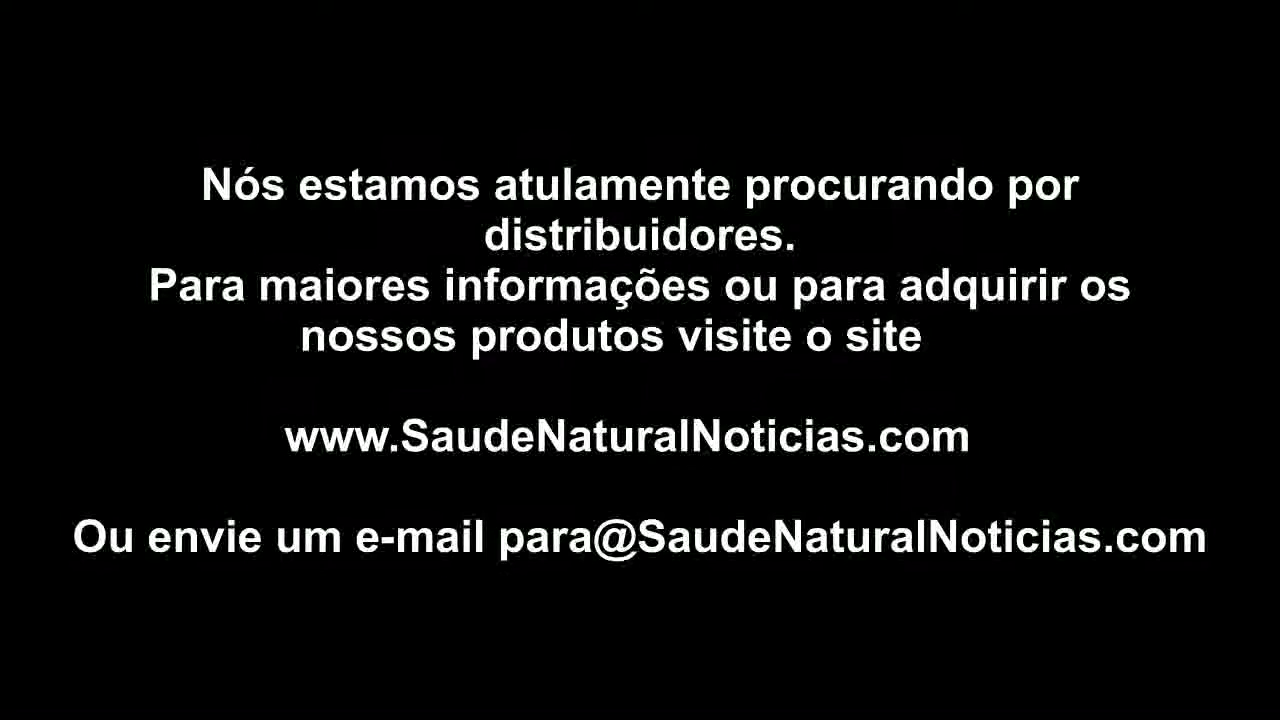 Nós estamos atulamente procurando por
distribuidores.
Para maiores informações ou para adquirir os
nossos produtos visite o site
www.SaudeNaturalNoticias.com
Ou envie um e-mail para@SaudeNaturalNoticias.com